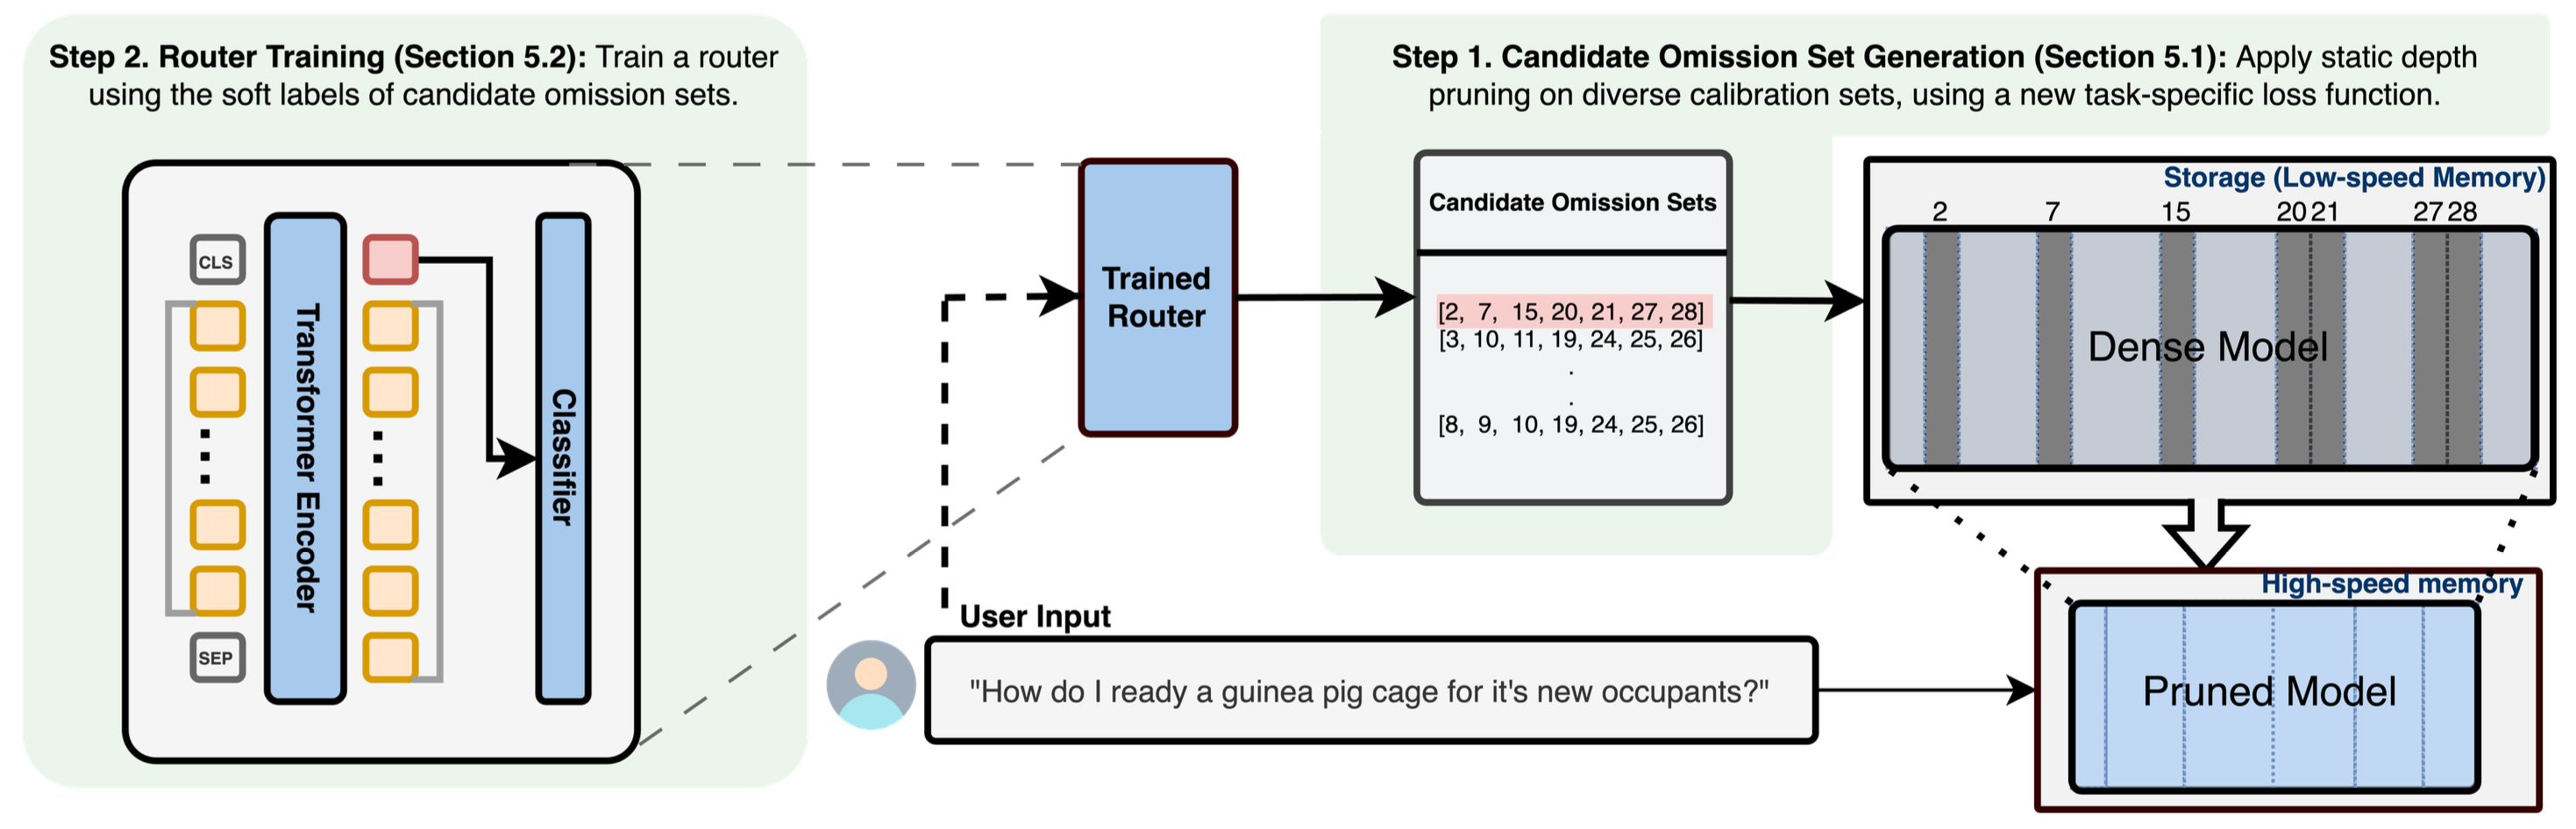 Step 2. Router Training (Section 5.2): Train a router
using the soft labels of candidate omission sets.
CLS
SEP
Transformer Encoder
Classifier
Trained
Router
User Input
"How do I ready a guinea pig cage for it's new occupants?"
Step 1. Candidate Omission Set Generation (Section 5.1): Apply static depth
pruning on diverse calibration sets, using a new task-specific loss function.
Candidate Omission Sets
[2, 7, 15, 20, 21, 27, 28]
[3, 10, 11, 19, 24, 25, 26]
.
.
[8, 9, 10, 19, 24, 25, 26]
Storage (Low-speed Memory)
2 7 15 20 21 27 28
Dense Model
High-speed memory
Pruned Model